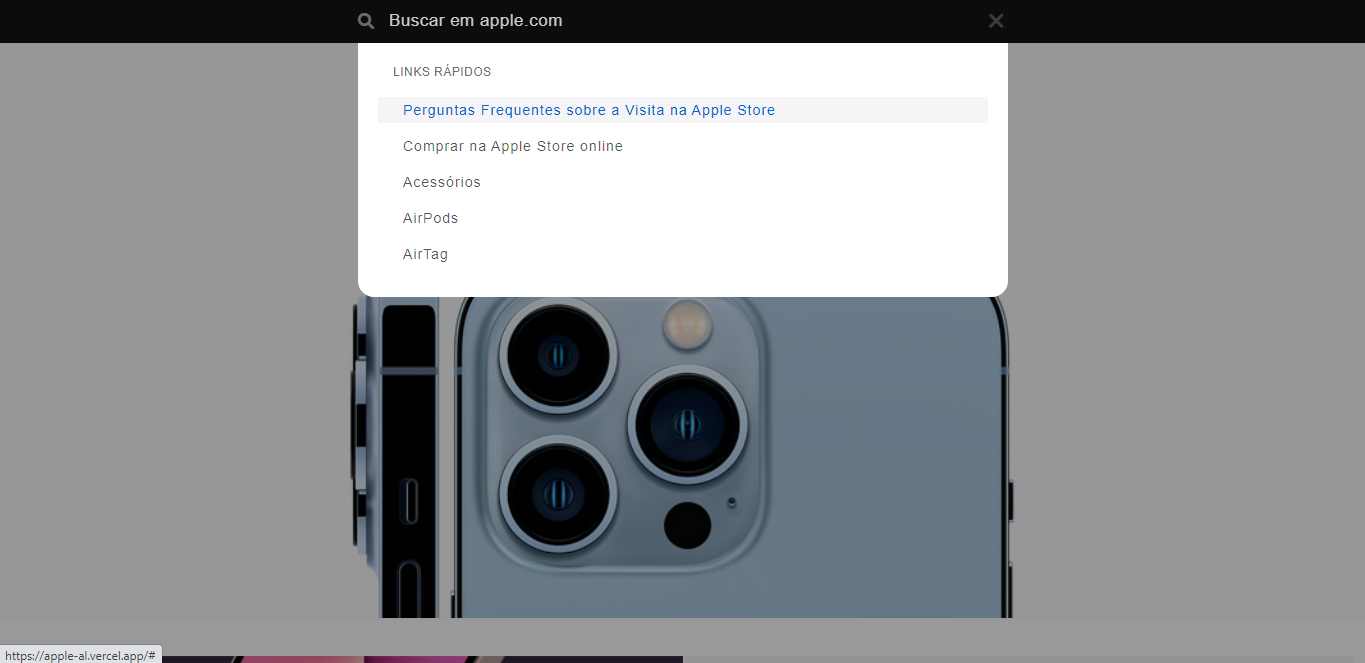 Buscar em apple.com
LINKS RÁPIDOS
Perguntas Frequentes sobre a Visita na Apple Store
Comprar na Apple Store online
Acessórios
AirPods
AirTag
https://apple-al.vercel.app/#